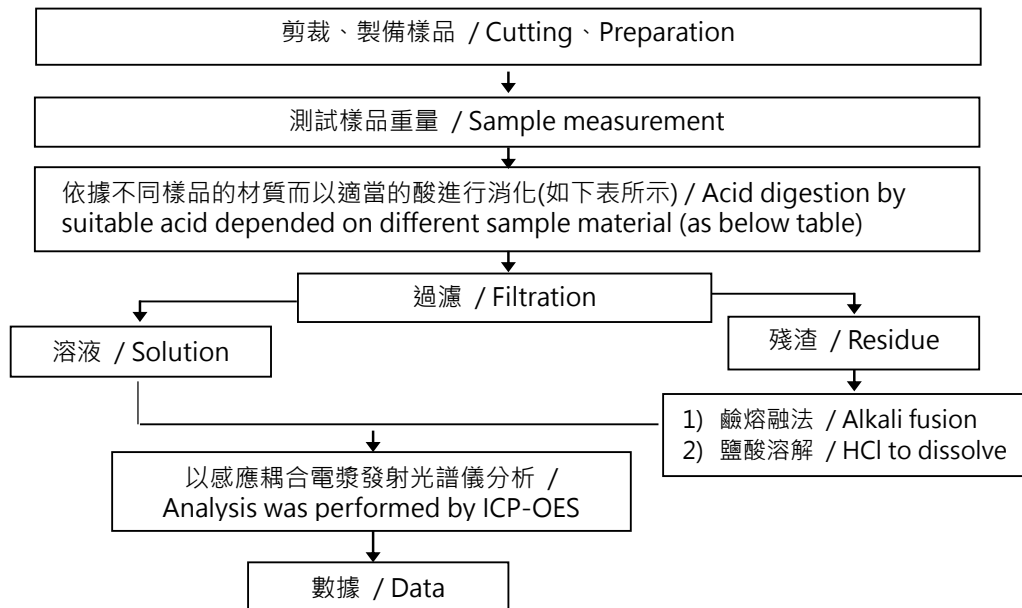 剪裁、製備樣品 / Cutting、Preparation
測試樣品重量 / Sample measurement
依據不同樣品的材質而以適當的酸進行消化(如下表所示) / Acid digestion by
suitable acid depended on different sample material (as below table)
過濾 / Filtration
溶液 / Solution
殘渣 / Residue
1) 鹼熔融法 / Alkali fusion
2) 鹽酸溶解 / HCl to dissolve
以感應耦合電漿發射光譜儀分析 /
Analysis was performed by ICP-OES
數據 / Data